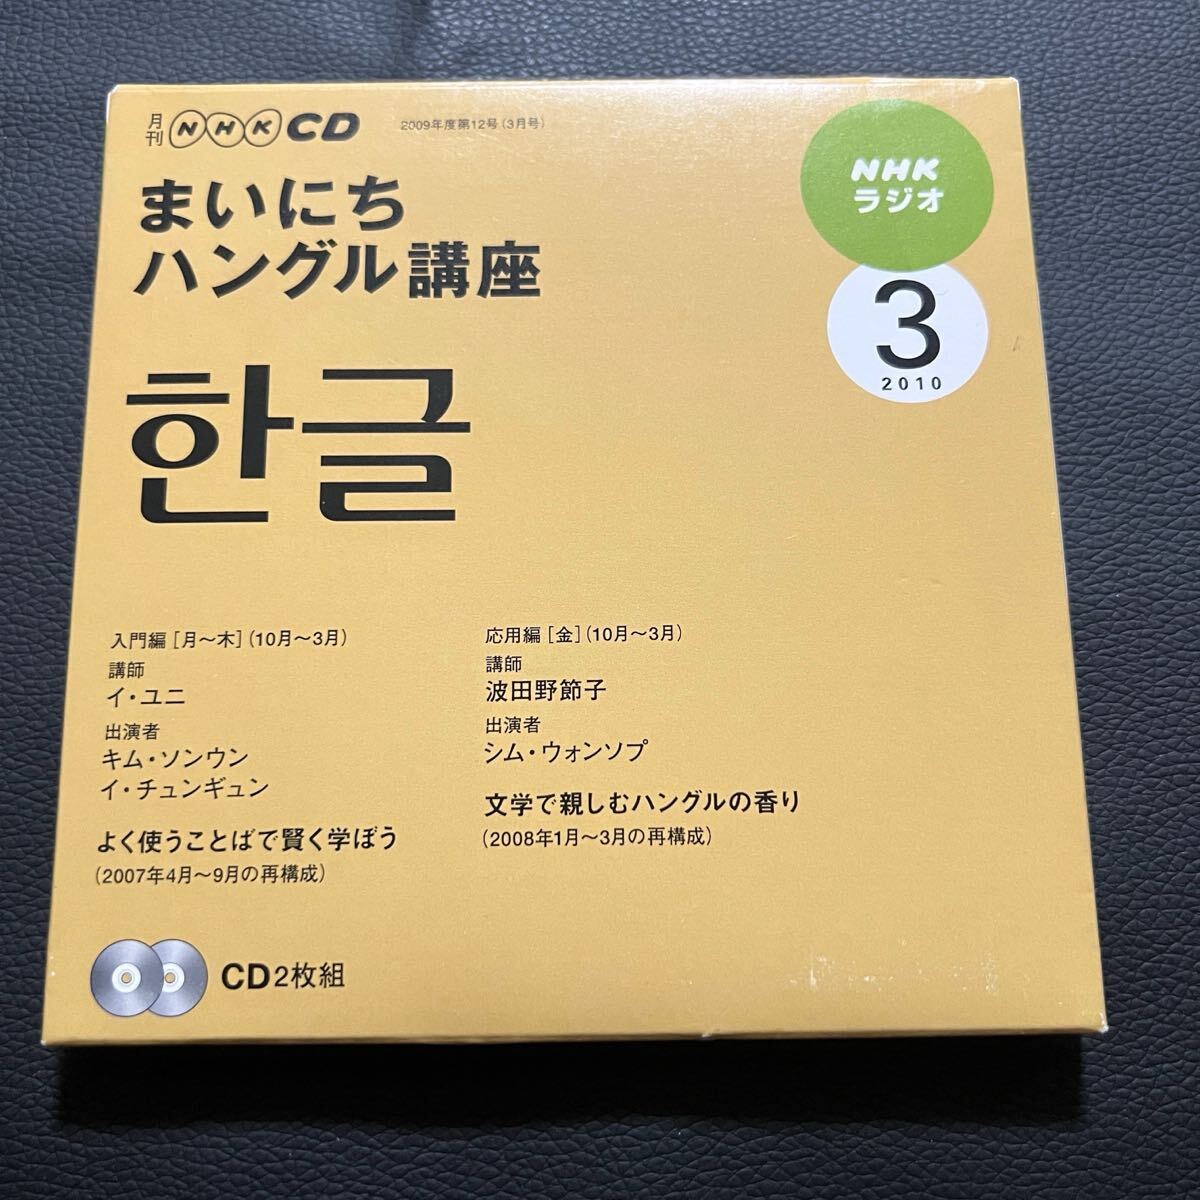 月刊 NHK CD
2009年度第12号(3月号)
NHK
ラジオ
3
2010
まいにち
ハングル講座
한글
入門編[月〜木](10月〜3月)
講師
イ・ユニ
出演者
キム・ソンウン
イ・チュンギュン
よく使うことばで賢く学ぼう
(2007年4月〜9月の再構成)
応用編[金](10月〜3月)
講師
波田野節子
出演者
シム・ウォンソプ
文学で親しむハングルの香り
(2008年1月〜3月の再構成)
CD2枚組